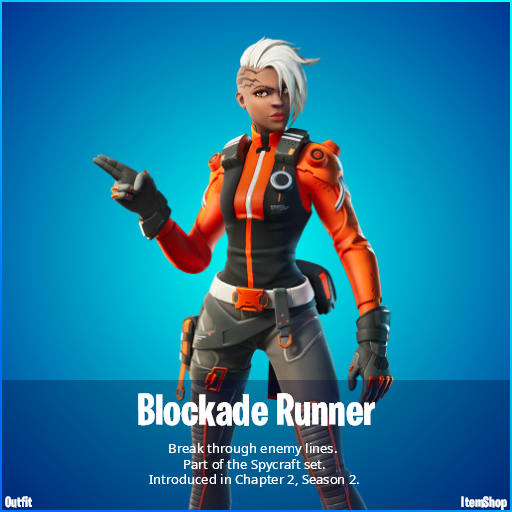 Blockade Runner
Break through enemy lines.
Part of the Spycraft set.
Introduced in Chapter 2, Season 2.
Outfit
ItemShop